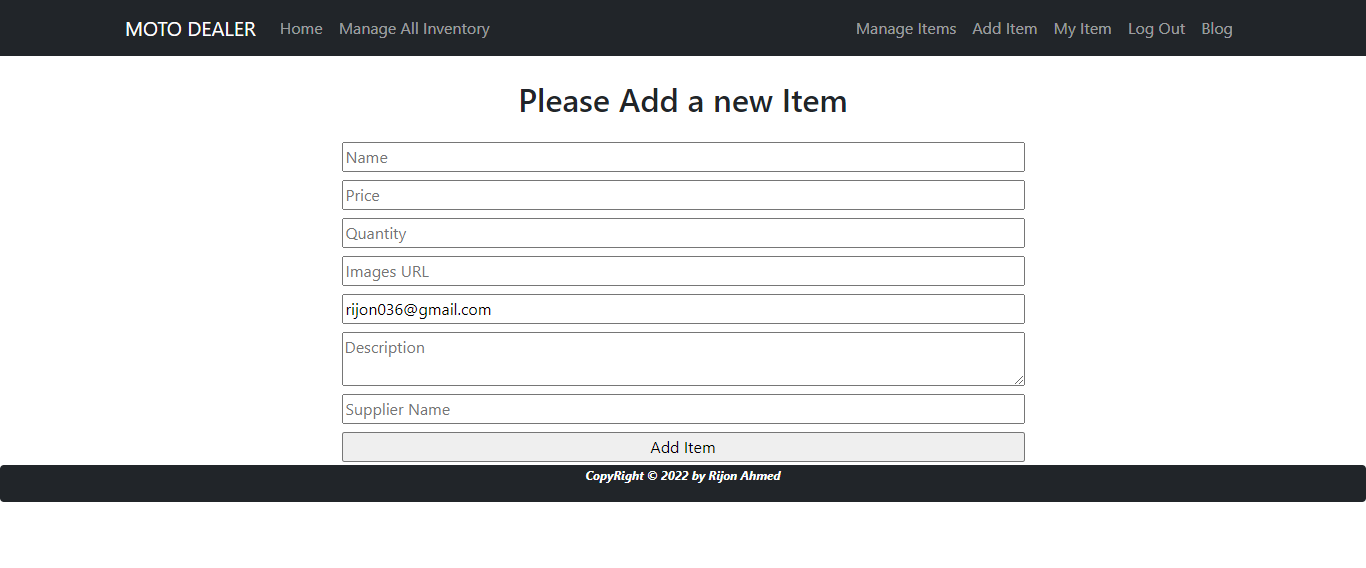 MOTO DEALER Home Manage All Inventory Manage Items Add Item My Item Log Out Blog
Please Add a new Item
Name
Price
Quantity
Images URL
rijon036@gmail.com
Description
Supplier Name
Add Item
CopyRight © 2022 by Rijon Ahmed